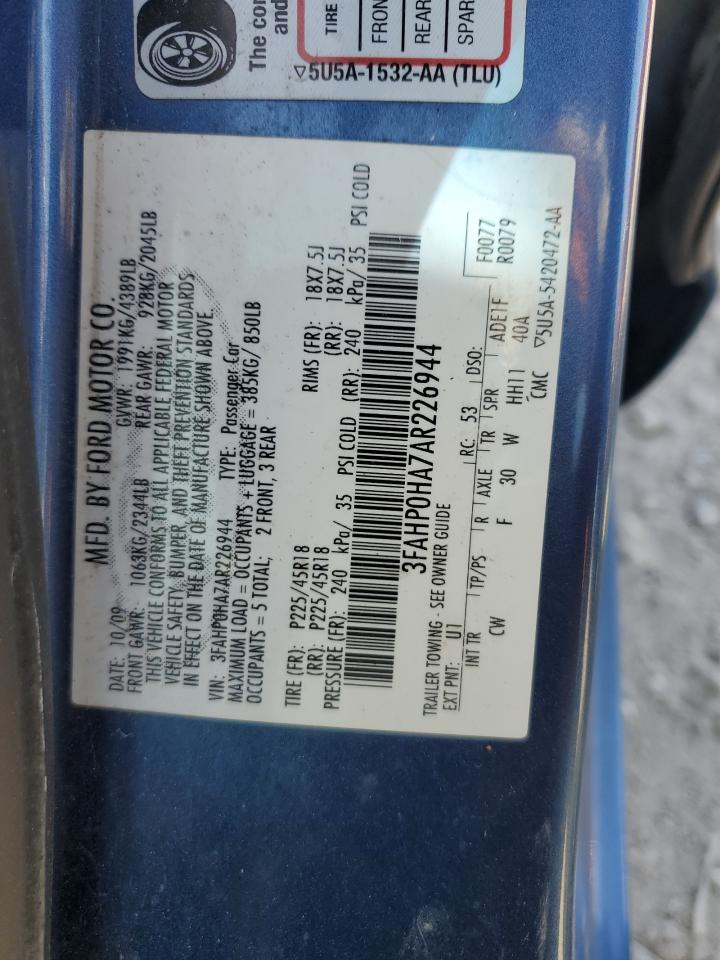 The co
and
TIRE
FRON
REAR
SPAR
▽5U5A-1532-AA (TLU)
MFD. BY FORD MOTOR CO.
DATE: 10/09 GVWR: 1991KG/4389LB
FRONT GAWR: 1063KG/2344LB REAR GAWR: 928KG/2045LB
THIS VEHICLE CONFORMS TO ALL APPLICABLE FEDERAL MOTOR
VEHICLE SAFETY, BUMPER, AND THEFT PREVENTION STANDARDS
IN EFFECT ON THE DATE OF MANUFACTURE SHOWN ABOVE.
VIN: 3FAHP0HA7AR226944 TYPE: Passenger Car
MAXIMUM LOAD = OCCUPANTS + LUGGAGE = 385KG/ 850LB
OCCUPANTS = 5 TOTAL: 2 FRONT, 3 REAR
TIRE (FR): P225/45R18 RIMS (FR): 18X7.5J
(RR): P225/45R18 (RR): 18X7.5J
PRESSURE (FR): 240 kPa/ 35 PSI COLD (RR): 240 kPa/ 35 PSI COLD
3FAHP0HA7AR226944
TRAILER TOWING - SEE OWNER GUIDE
EXT PNT: U1 RC: 53 DSO: F0077
R0079
INT TR TP/PS R AXLE TR SPR ADE1F
CW F 30 W HH11 40A
CMC ▽5U5A-5420472-AA